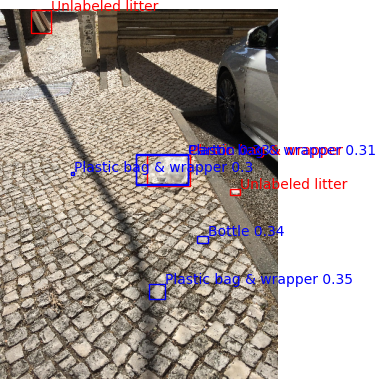 Unlabeled litter
Plastic bag & wrapper 0.31
Plastic bag & wrapper 0.3
Unlabeled litter
Bottle 0.34
Plastic bag & wrapper 0.35